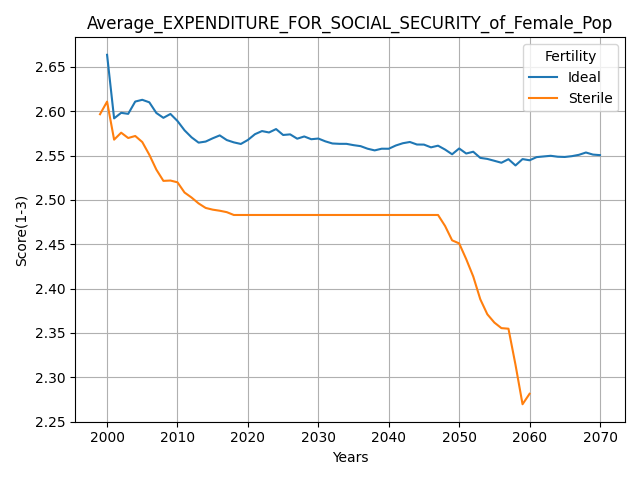 Average_EXPENDITURE_FOR_SOCIAL_SECURITY_of_Female_Pop
Fertility
Ideal
Sterile
Score(1-3)
2.65
2.60
2.55
2.50
2.45
2.40
2.35
2.30
2.25
2000 2010 2020 2030 2040 2050 2060 2070
Years